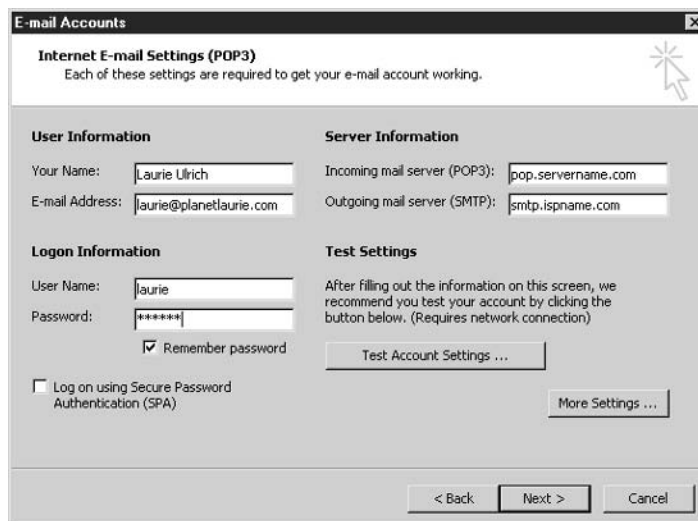 E-mail Accounts
Internet E-mail Settings (POP3)
Each of these settings are required to get your e-mail account working.
User Information
Your Name: Laurie Ulrich
E-mail Address: laurie@planetlaurie.com
Server Information
Incoming mail server (POP3): pop.servername.com
Outgoing mail server (SMTP): smtp.ispname.com
Logon Information
User Name: laurie
Password: ******
Remember password
Log on using Secure Password
Authentication (SPA)
Test Settings
After filling out the information on this screen, we
recommend you test your account by clicking the
button below. (Requires network connection)
Test Account Settings ...
More Settings ...
< Back Next > Cancel